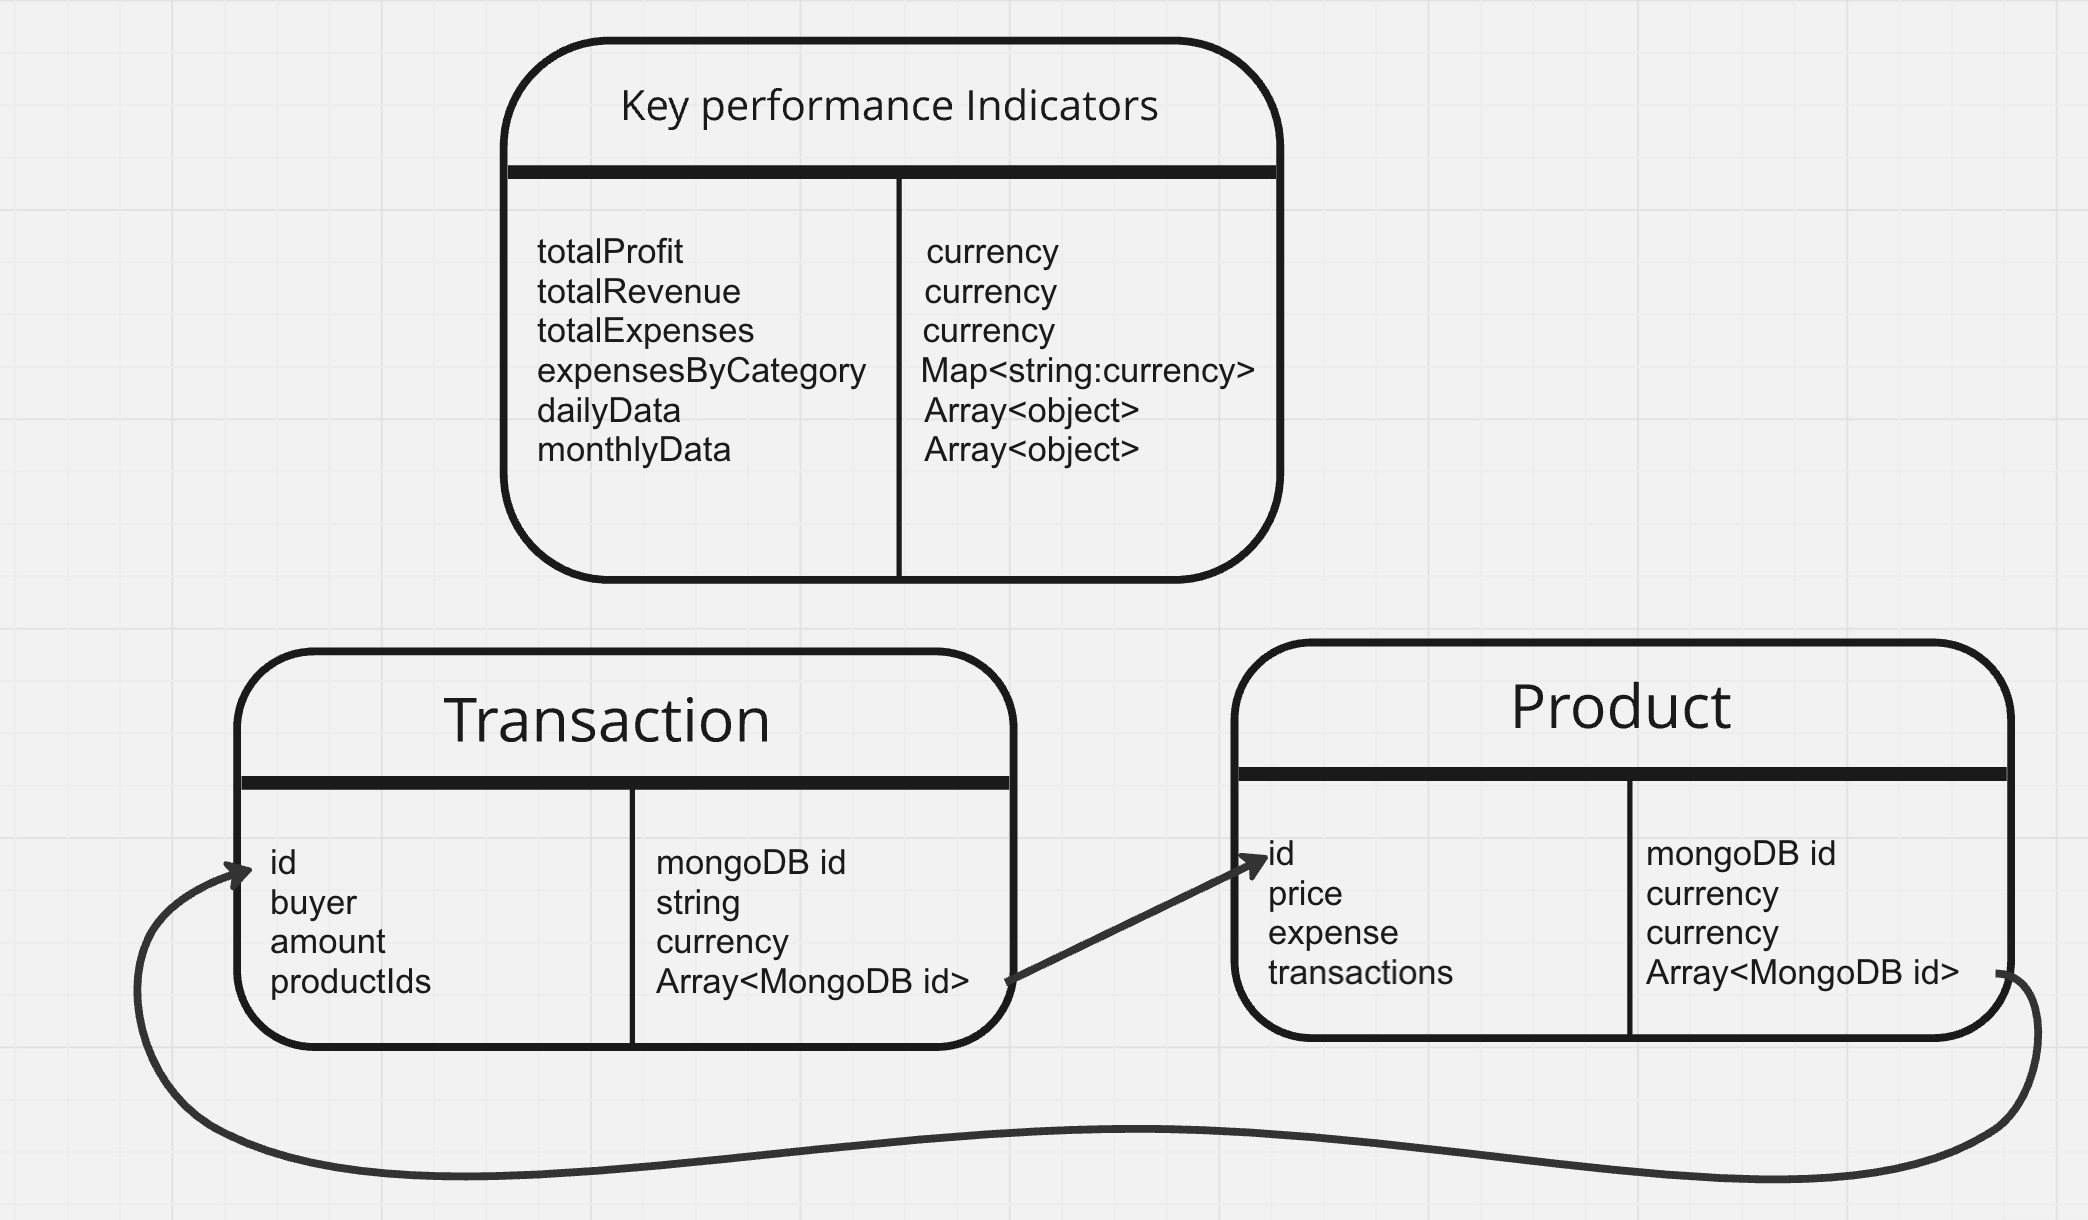 Key performance Indicators
totalProfit currency
totalRevenue currency
totalExpenses currency
expensesByCategory Map<string:currency>
dailyData Array<object>
monthlyData Array<object>
Transaction
id mongoDB id
buyer string
amount currency
productIds Array<MongoDB id>
Product
id mongoDB id
price currency
expense currency
transactions Array<MongoDB id>